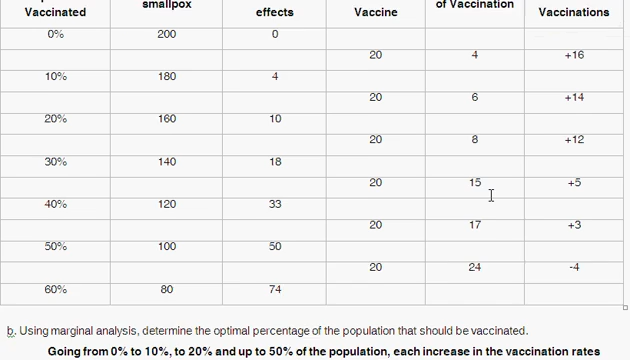 smallpox of Vaccination
Vaccinated effects Vaccine Vaccinations
0% 200 0
20 4 +16
10% 180 4
20 6 +14
20% 160 10
20 8 +12
30% 140 18
20 15 +5
40% 120 33
20 17 +3
50% 100 50
20 24 -4
60% 80 74
b. Using marginal analysis, determine the optimal percentage of the population that should be vaccinated.
Going from 0% to 10%, to 20% and up to 50% of the population, each increase in the vaccination rates